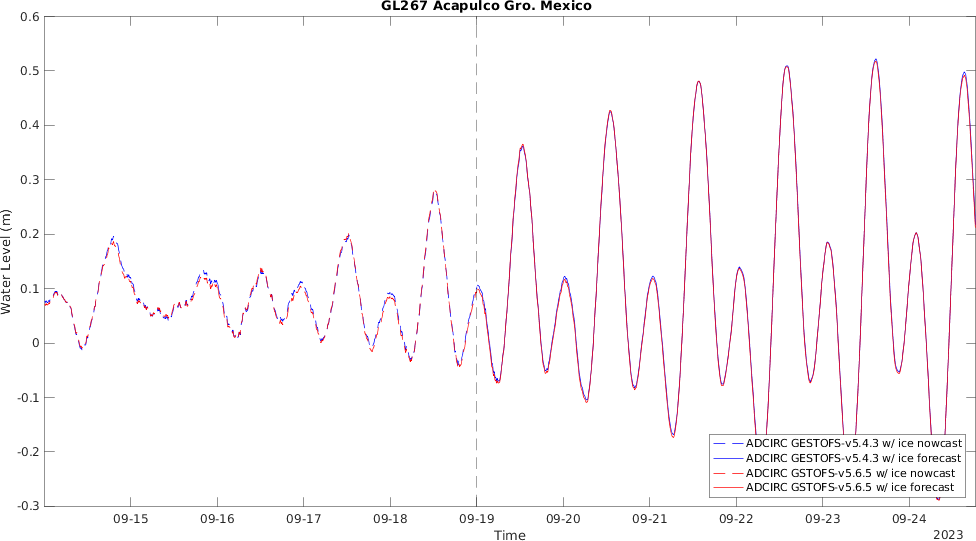 GL267 Acapulco Gro. Mexico
0.6
0.5
0.4
0.3
0.2
0.1
0
-0.1
-0.2
-0.3
Water Level (m)
ADCIRC GESTOFS-v5.4.3 w/ ice nowcast
ADCIRC GESTOFS-v5.4.3 w/ ice forecast
ADCIRC GSTOFS-v5.6.5 w/ ice nowcast
ADCIRC GSTOFS-v5.6.5 w/ ice forecast
09-15 09-16 09-17 09-18 09-19 09-20 09-21 09-22 09-23 09-24
Time
2023